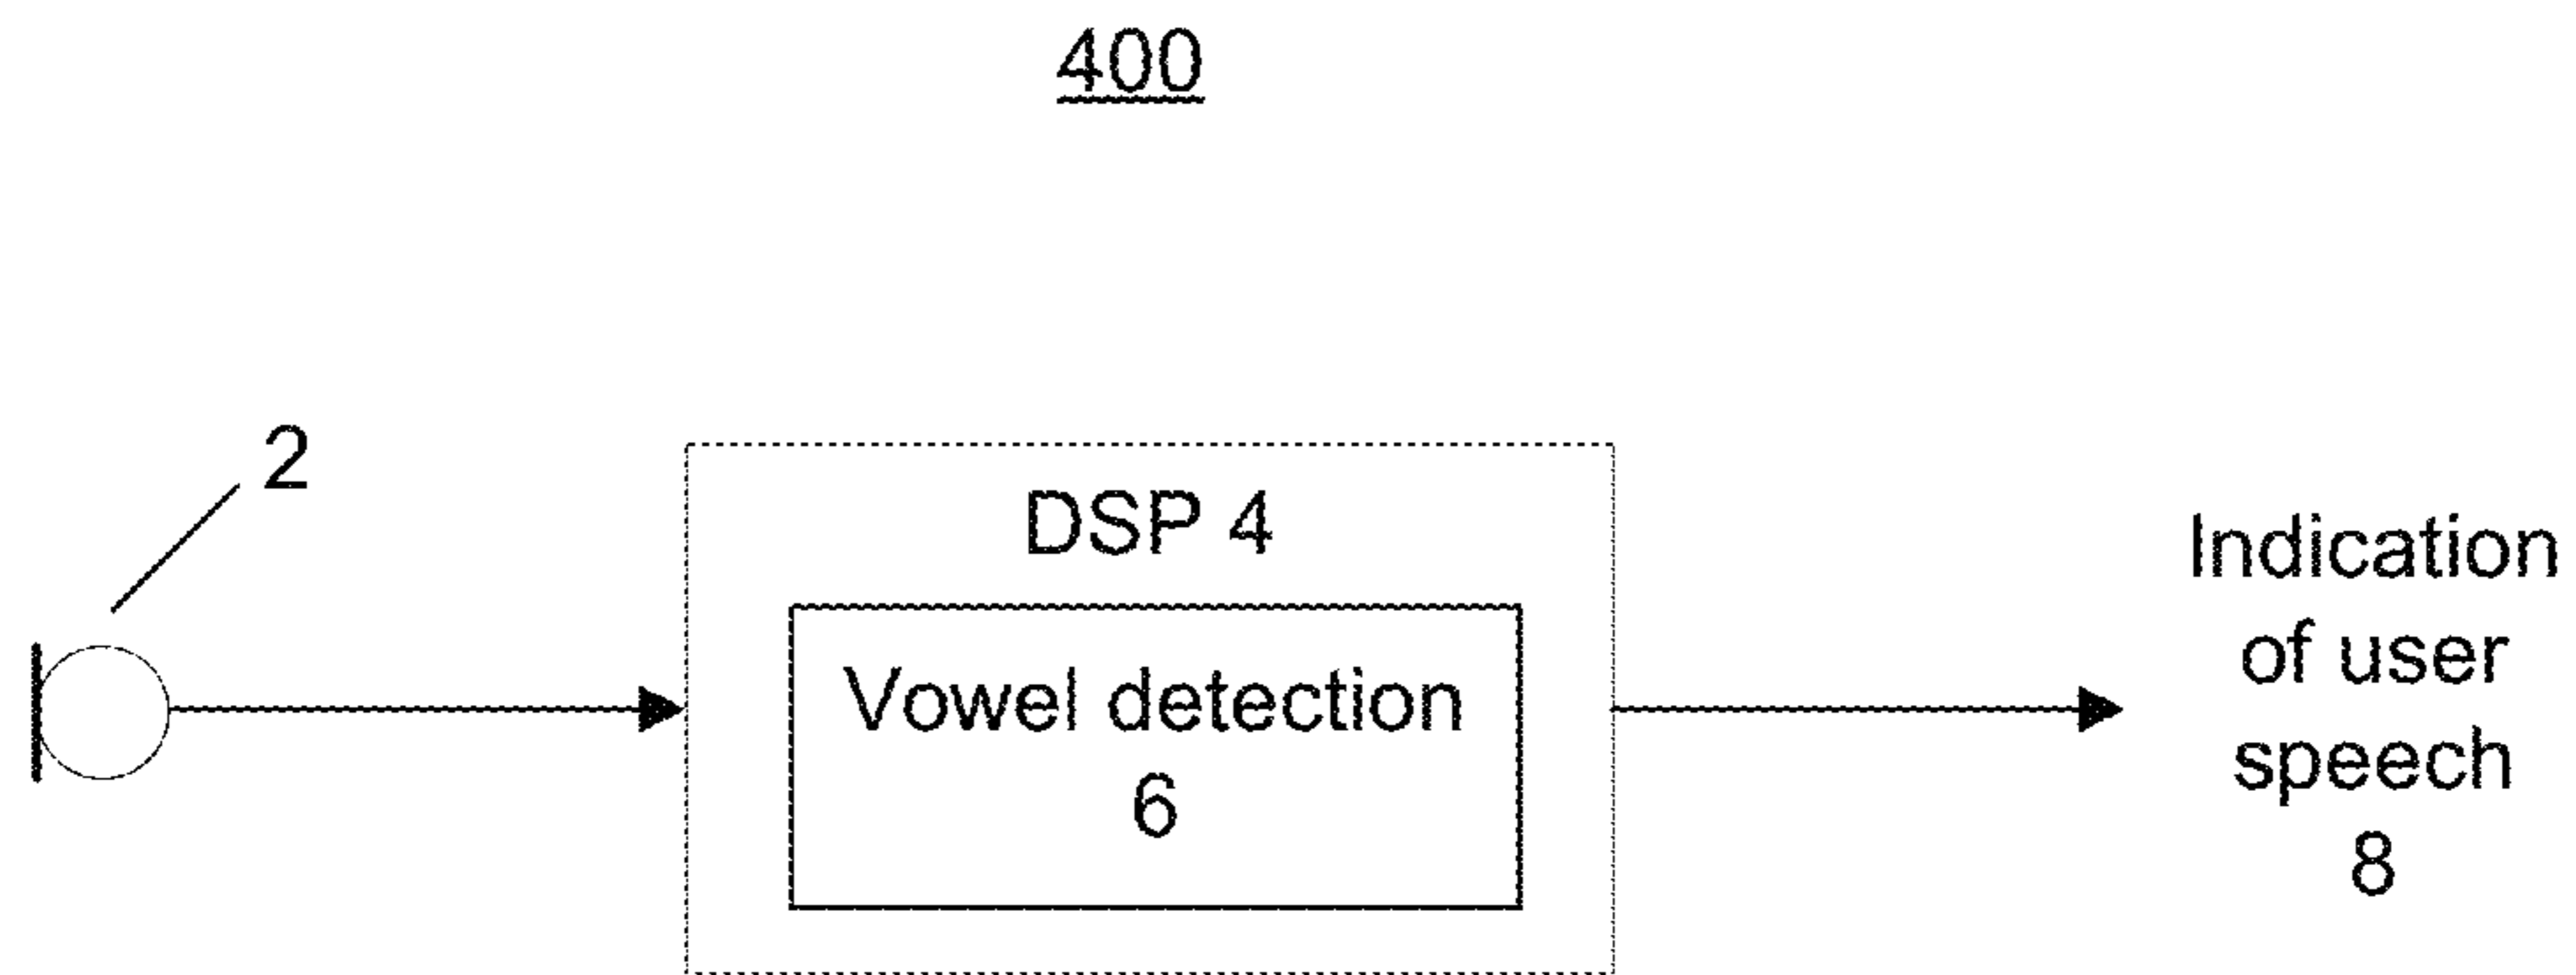 400
2
DSP 4
Vowel detection
6
Indication
of user
speech
8